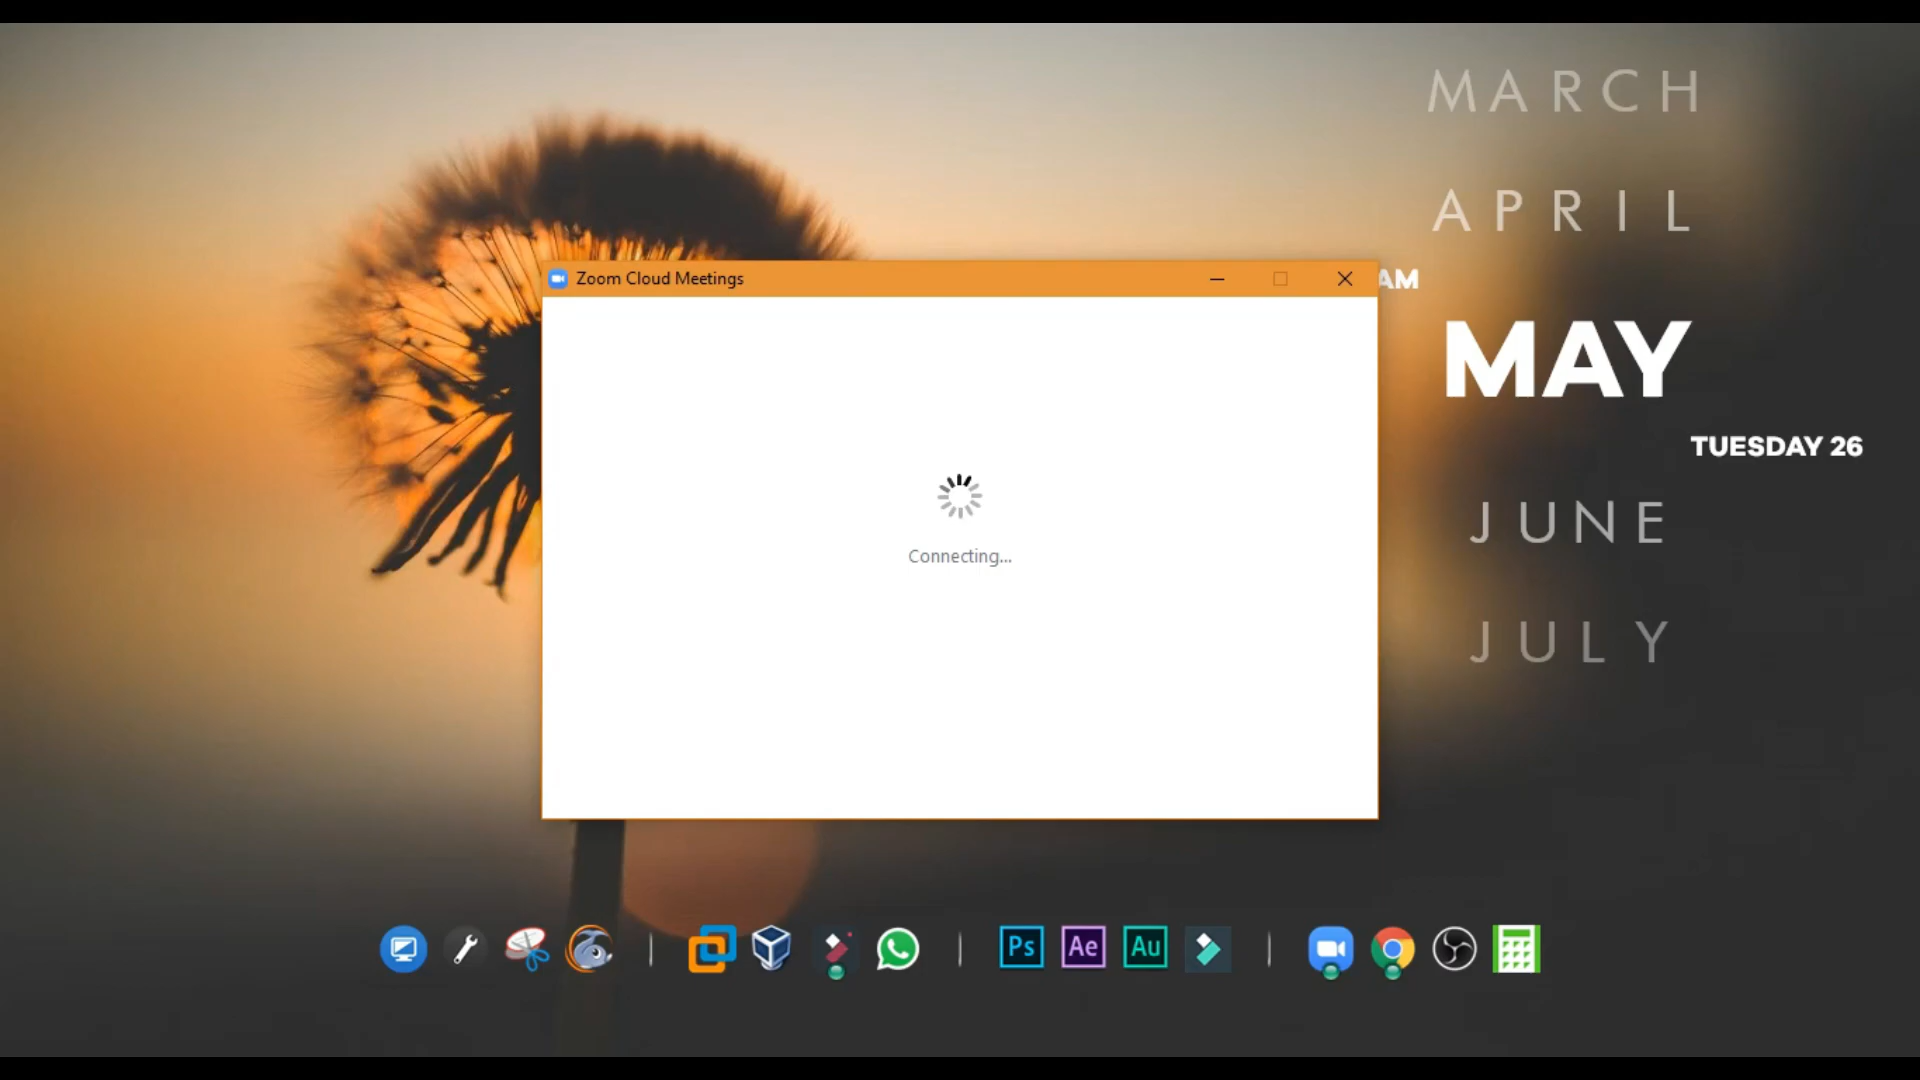 MARCH
APRIL
Zoom Cloud Meetings
AM
MAY
TUESDAY 26
JUNE
Connecting...
JULY
Ps
Ae
Au